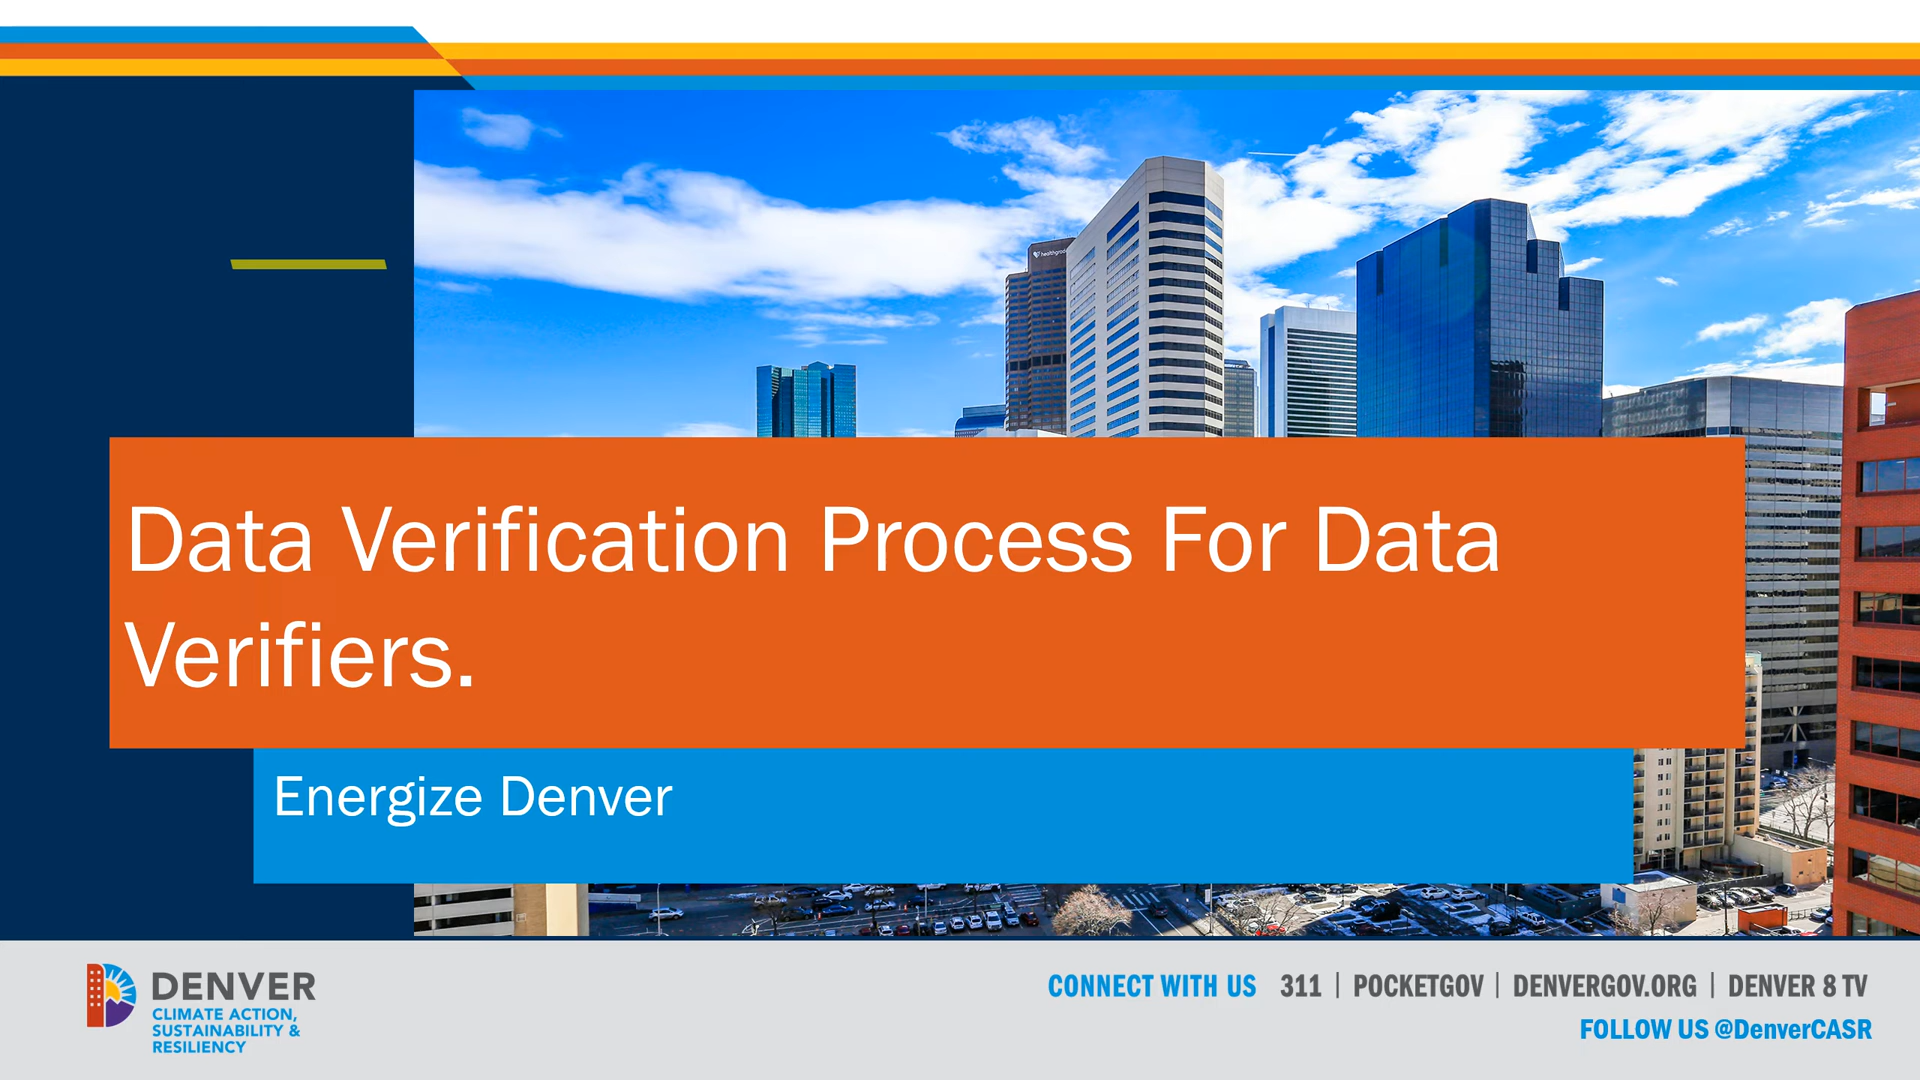 healthgrades
Data Verification Process For Data
Verifiers.
Energize Denver
DENVER
CLIMATE ACTION,
SUSTAINABILITY &
RESILIENCY
CONNECT WITH US 311 | POCKETGOV | DENVERGOV.ORG | DENVER 8 TV
FOLLOW US @DenverCASR